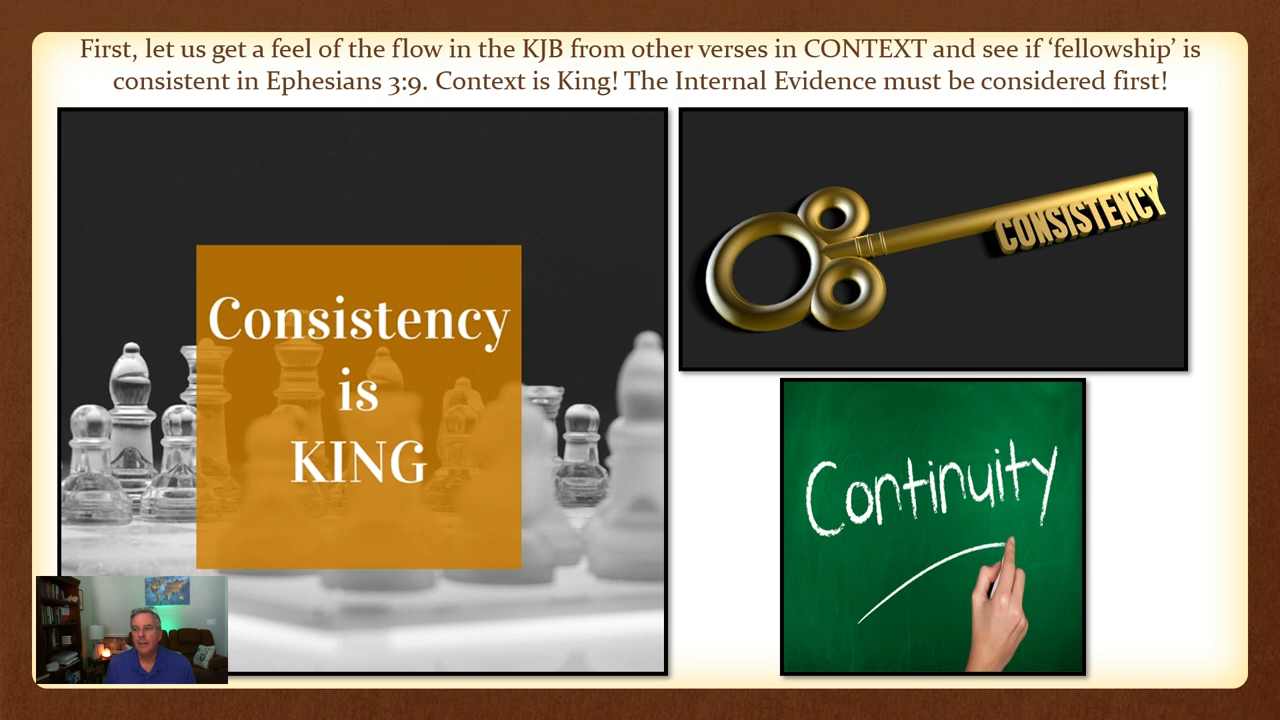 First, let us get a feel of the flow in the KJB from other verses in CONTEXT and see if ‘fellowship’ is
consistent in Ephesians 3:9. Context is King! The Internal Evidence must be considered first!
Consistency
is
KING
CONSISTENCY
Continuity